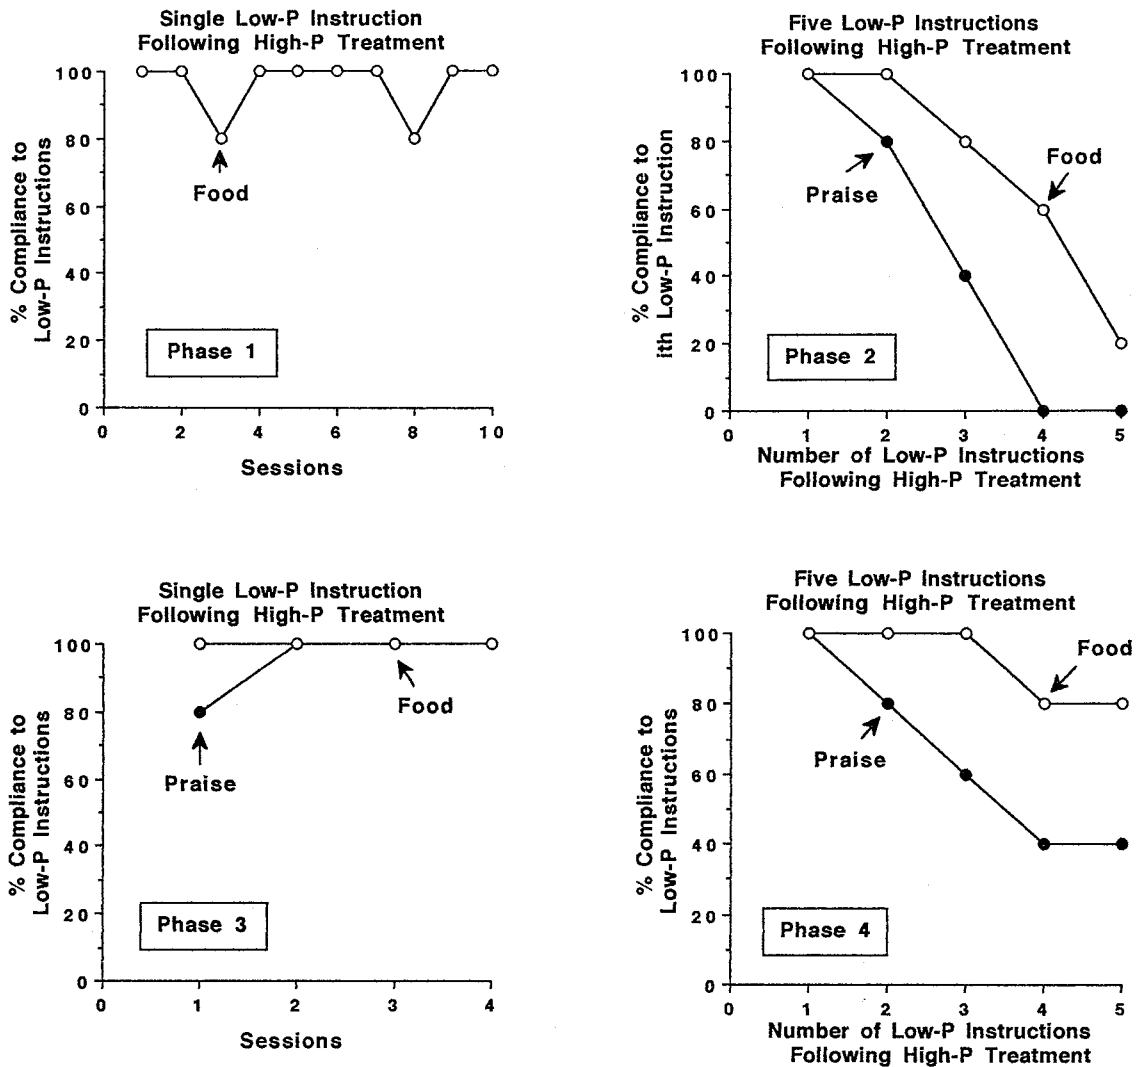 Single Low-P Instruction
Following High-P Treatment
100
80
60
40
20
0
% Compliance to
Low-P Instructions
Food
Phase 1
0 2 4 6 8 10
Sessions
Five Low-P Instructions
Following High-P Treatment
100
80
60
40
20
0
% Compliance to
ith Low-P Instruction
Praise
Food
Phase 2
0 1 2 3 4 5
Number of Low-P Instructions
Following High-P Treatment
Single Low-P Instruction
Following High-P Treatment
100
80
60
40
20
0
% Compliance to
Low-P Instructions
Food
Praise
Phase 3
0 1 2 3 4
Sessions
Five Low-P Instructions
Following High-P Treatment
100
80
60
40
20
0
% Compliance to
Low-P Instructions
Food
Praise
Phase 4
0 1 2 3 4 5
Number of Low-P Instructions
Following High-P Treatment